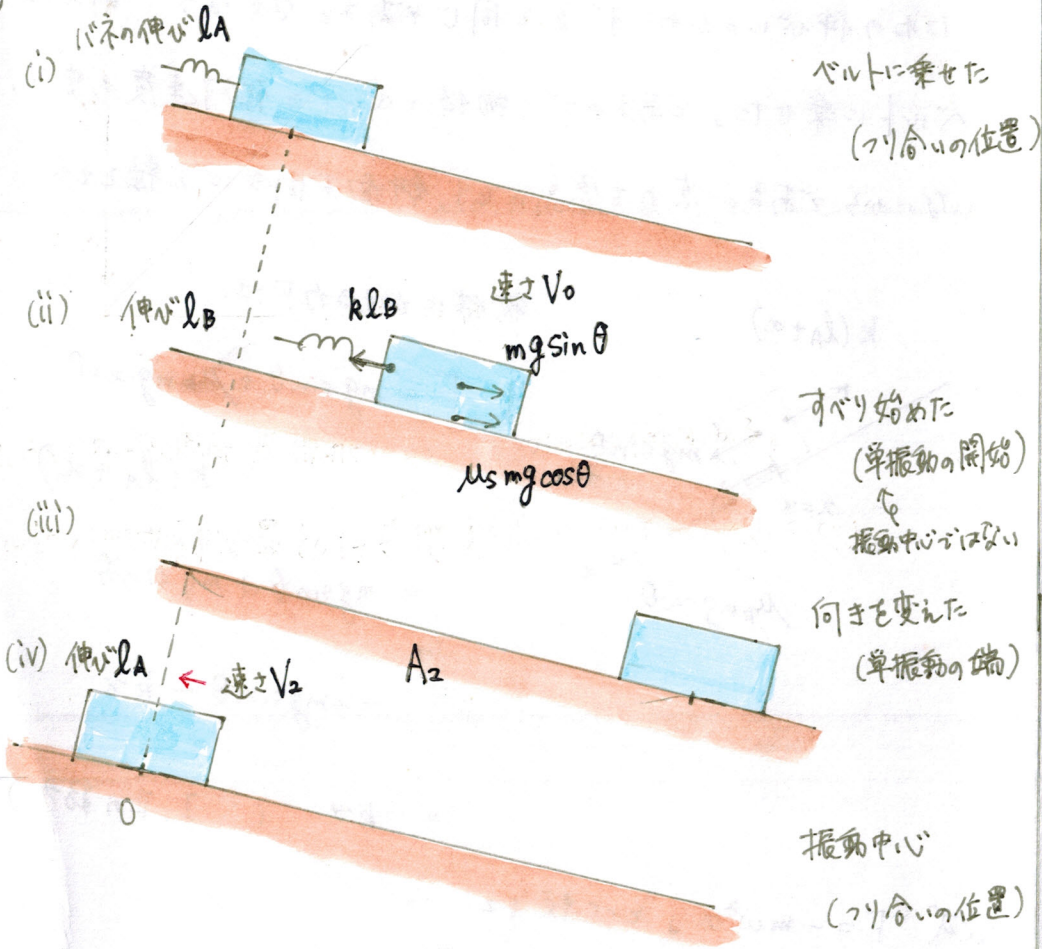 (i)
バネの伸び lA
ベルトに乗せた
(つり合いの位置)
(ii)
伸び lB
k lB
速さ V0
mg sin θ
μs mg cosθ
すべり始めた
(単振動の開始)
振動中心ではない
(iii)
A2
向きを変えた
(単振動の端)
(iv) 伸び lA
← 速さ V2
O
振動中心
(つり合いの位置)